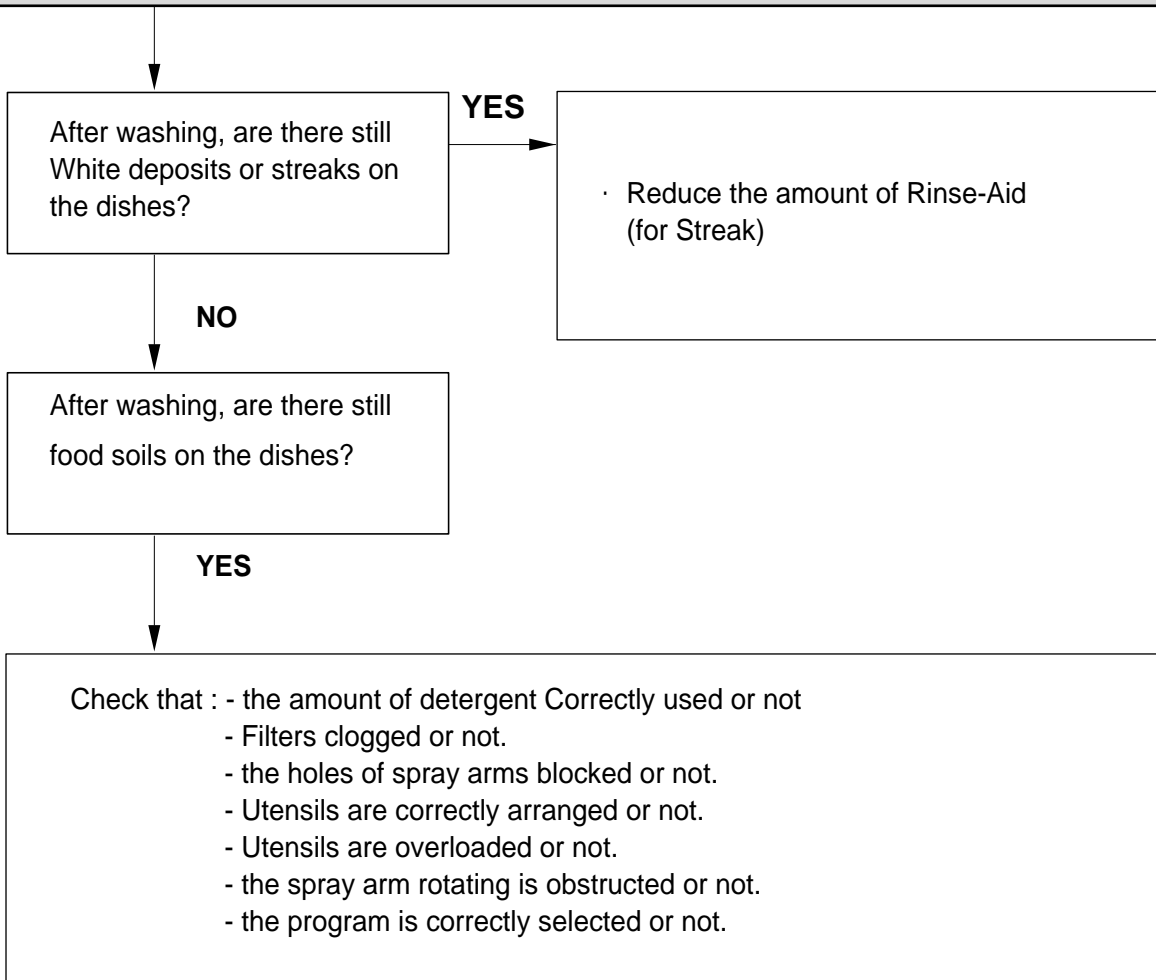 After washing, are there still
White deposits or streaks on
the dishes?
YES
· Reduce the amount of Rinse-Aid
(for Streak)
NO
After washing, are there still
food soils on the dishes?
YES
Check that : - the amount of detergent Correctly used or not
- Filters clogged or not.
- the holes of spray arms blocked or not.
- Utensils are correctly arranged or not.
- Utensils are overloaded or not.
- the spray arm rotating is obstructed or not.
- the program is correctly selected or not.